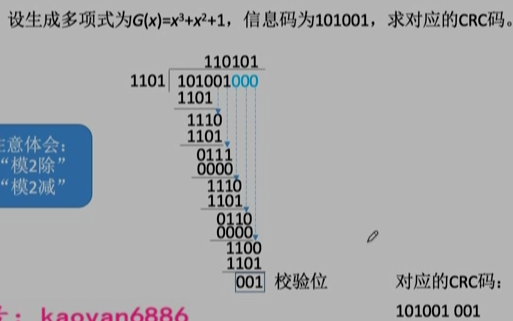 设生成多项式为G(x)=x³+x²+1，信息码为101001，求对应的CRC码。
110101
1101 101001000
1101
1110
1101
0111
0000
1110
1101
0110
0000
1100
1101
001 校验位
意体会：
“模2除”
“模2减”
对应的CRC码：
101001 001
：kaoyan6886